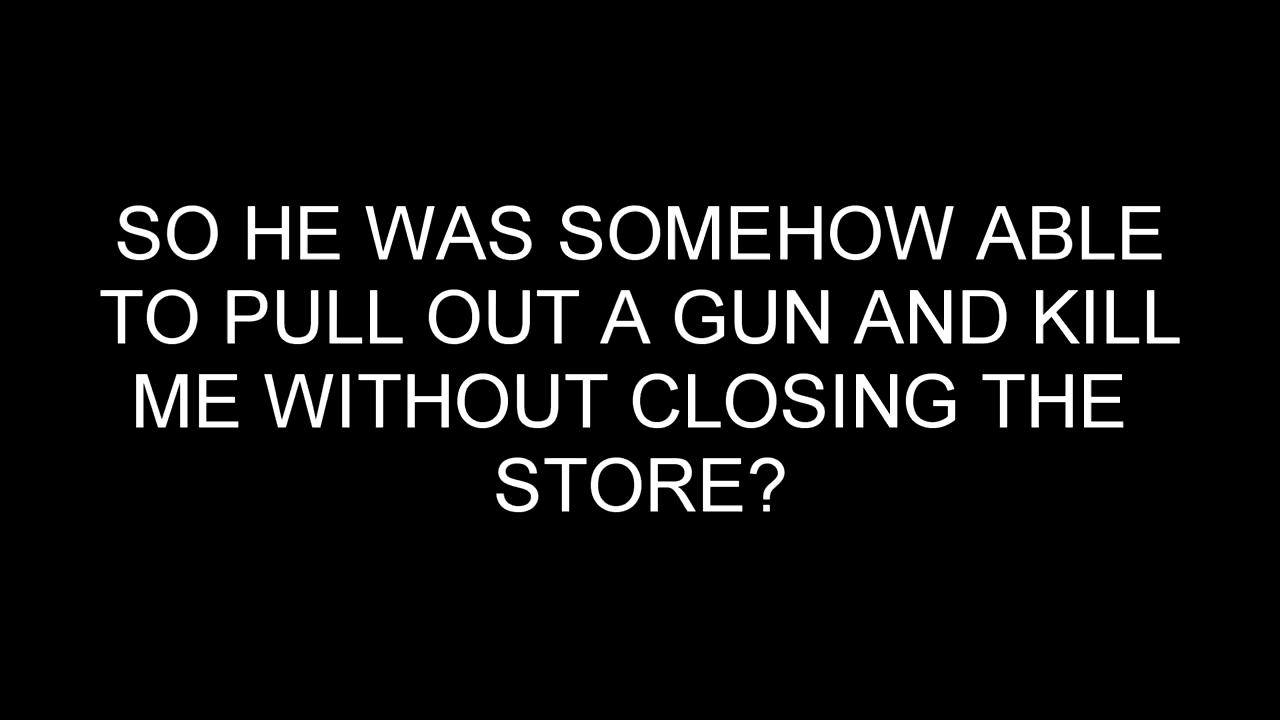 SO HE WAS SOMEHOW ABLE
TO PULL OUT A GUN AND KILL
ME WITHOUT CLOSING THE
STORE?